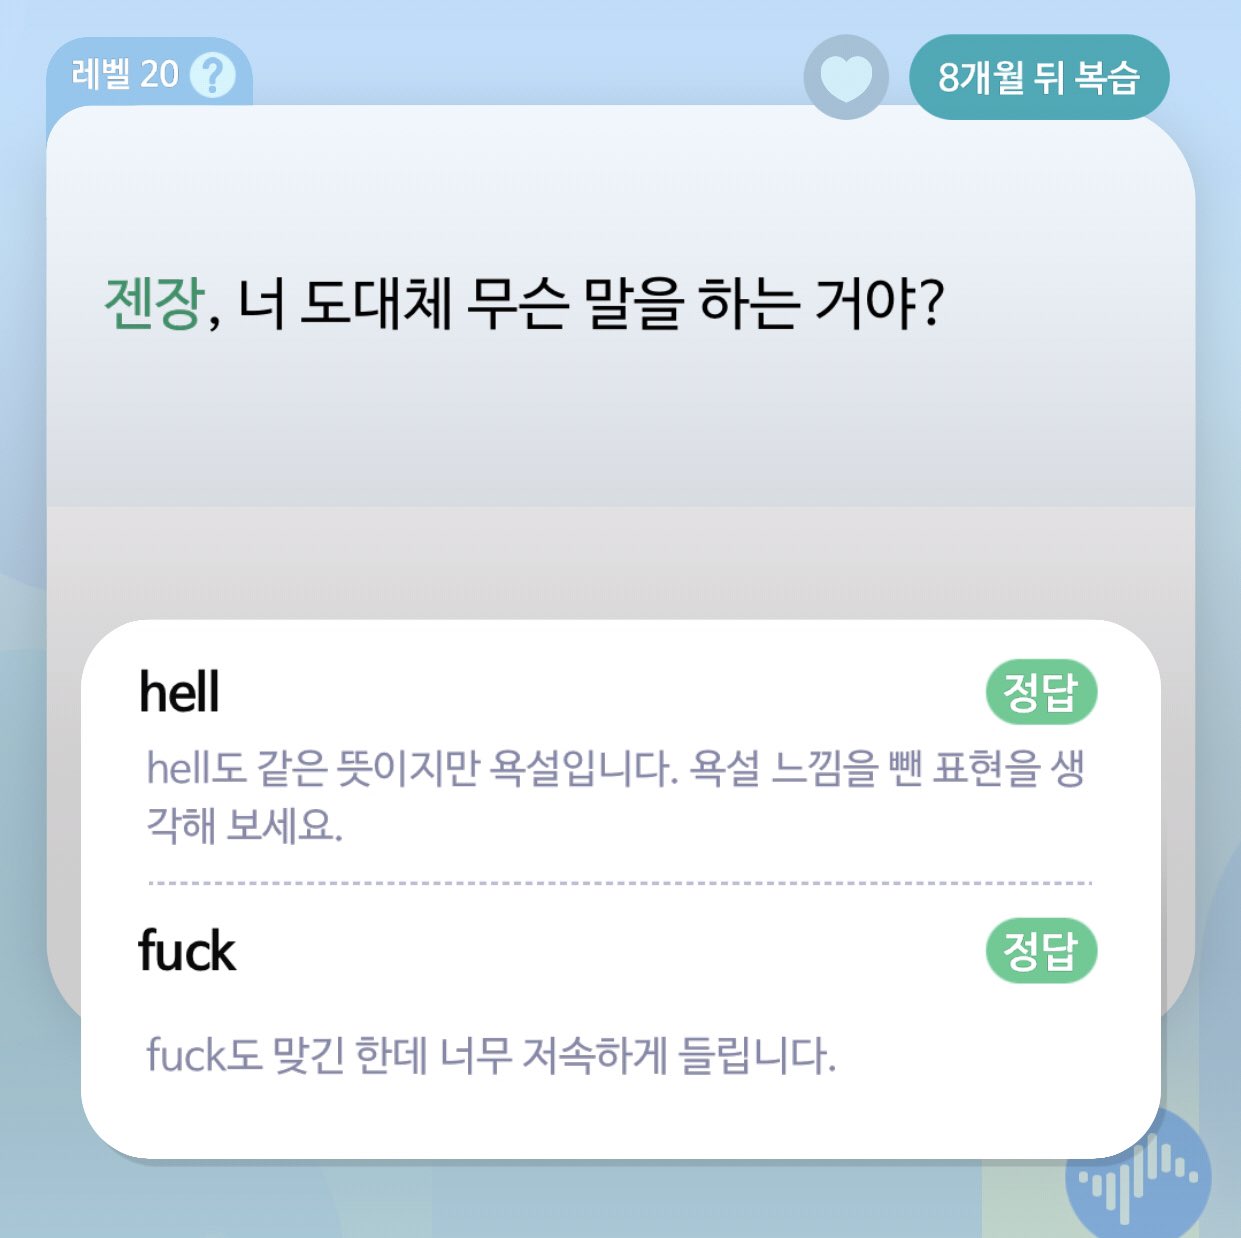 레벨 20 ?
8개월 뒤 복습
젠장, 너 도대체 무슨 말을 하는 거야?
hell 정답
hell도 같은 뜻이지만 욕설입니다. 욕설 느낌을 뺀 표현을 생
각해 보세요.
fuck 정답
fuck도 맞긴 한데 너무 저속하게 들립니다.